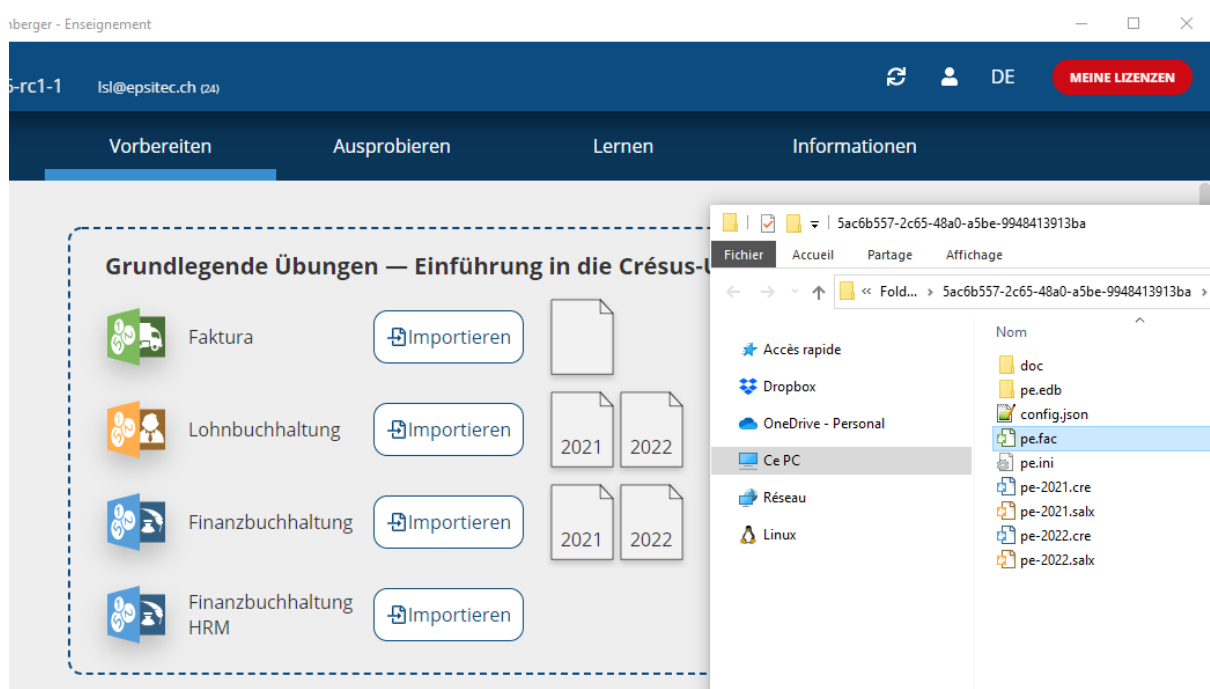 nberger - Enseignement
6-rc1-1 lsl@epsitec.ch (24) DE MEINE LIZENZEN
Vorbereiten Ausprobieren Lernen Informationen
Grundlegende Übungen — Einführung in die Crésus-U
Faktura Importieren
Lohnbuchhaltung Importieren 2021 2022
Finanzbuchhaltung Importieren 2021 2022
Finanzbuchhaltung
HRM Importieren
5ac6b557-2c65-48a0-a5be-9948413913ba
Fichier Accueil Partage Affichage
« Fold... › 5ac6b557-2c65-48a0-a5be-9948413913ba ›
Accès rapide
Dropbox
OneDrive - Personal
Ce PC
Réseau
Linux
Nom
doc
pe.edb
config.json
pe.fac
pe.ini
pe-2021.cre
pe-2021.salx
pe-2022.cre
pe-2022.salx